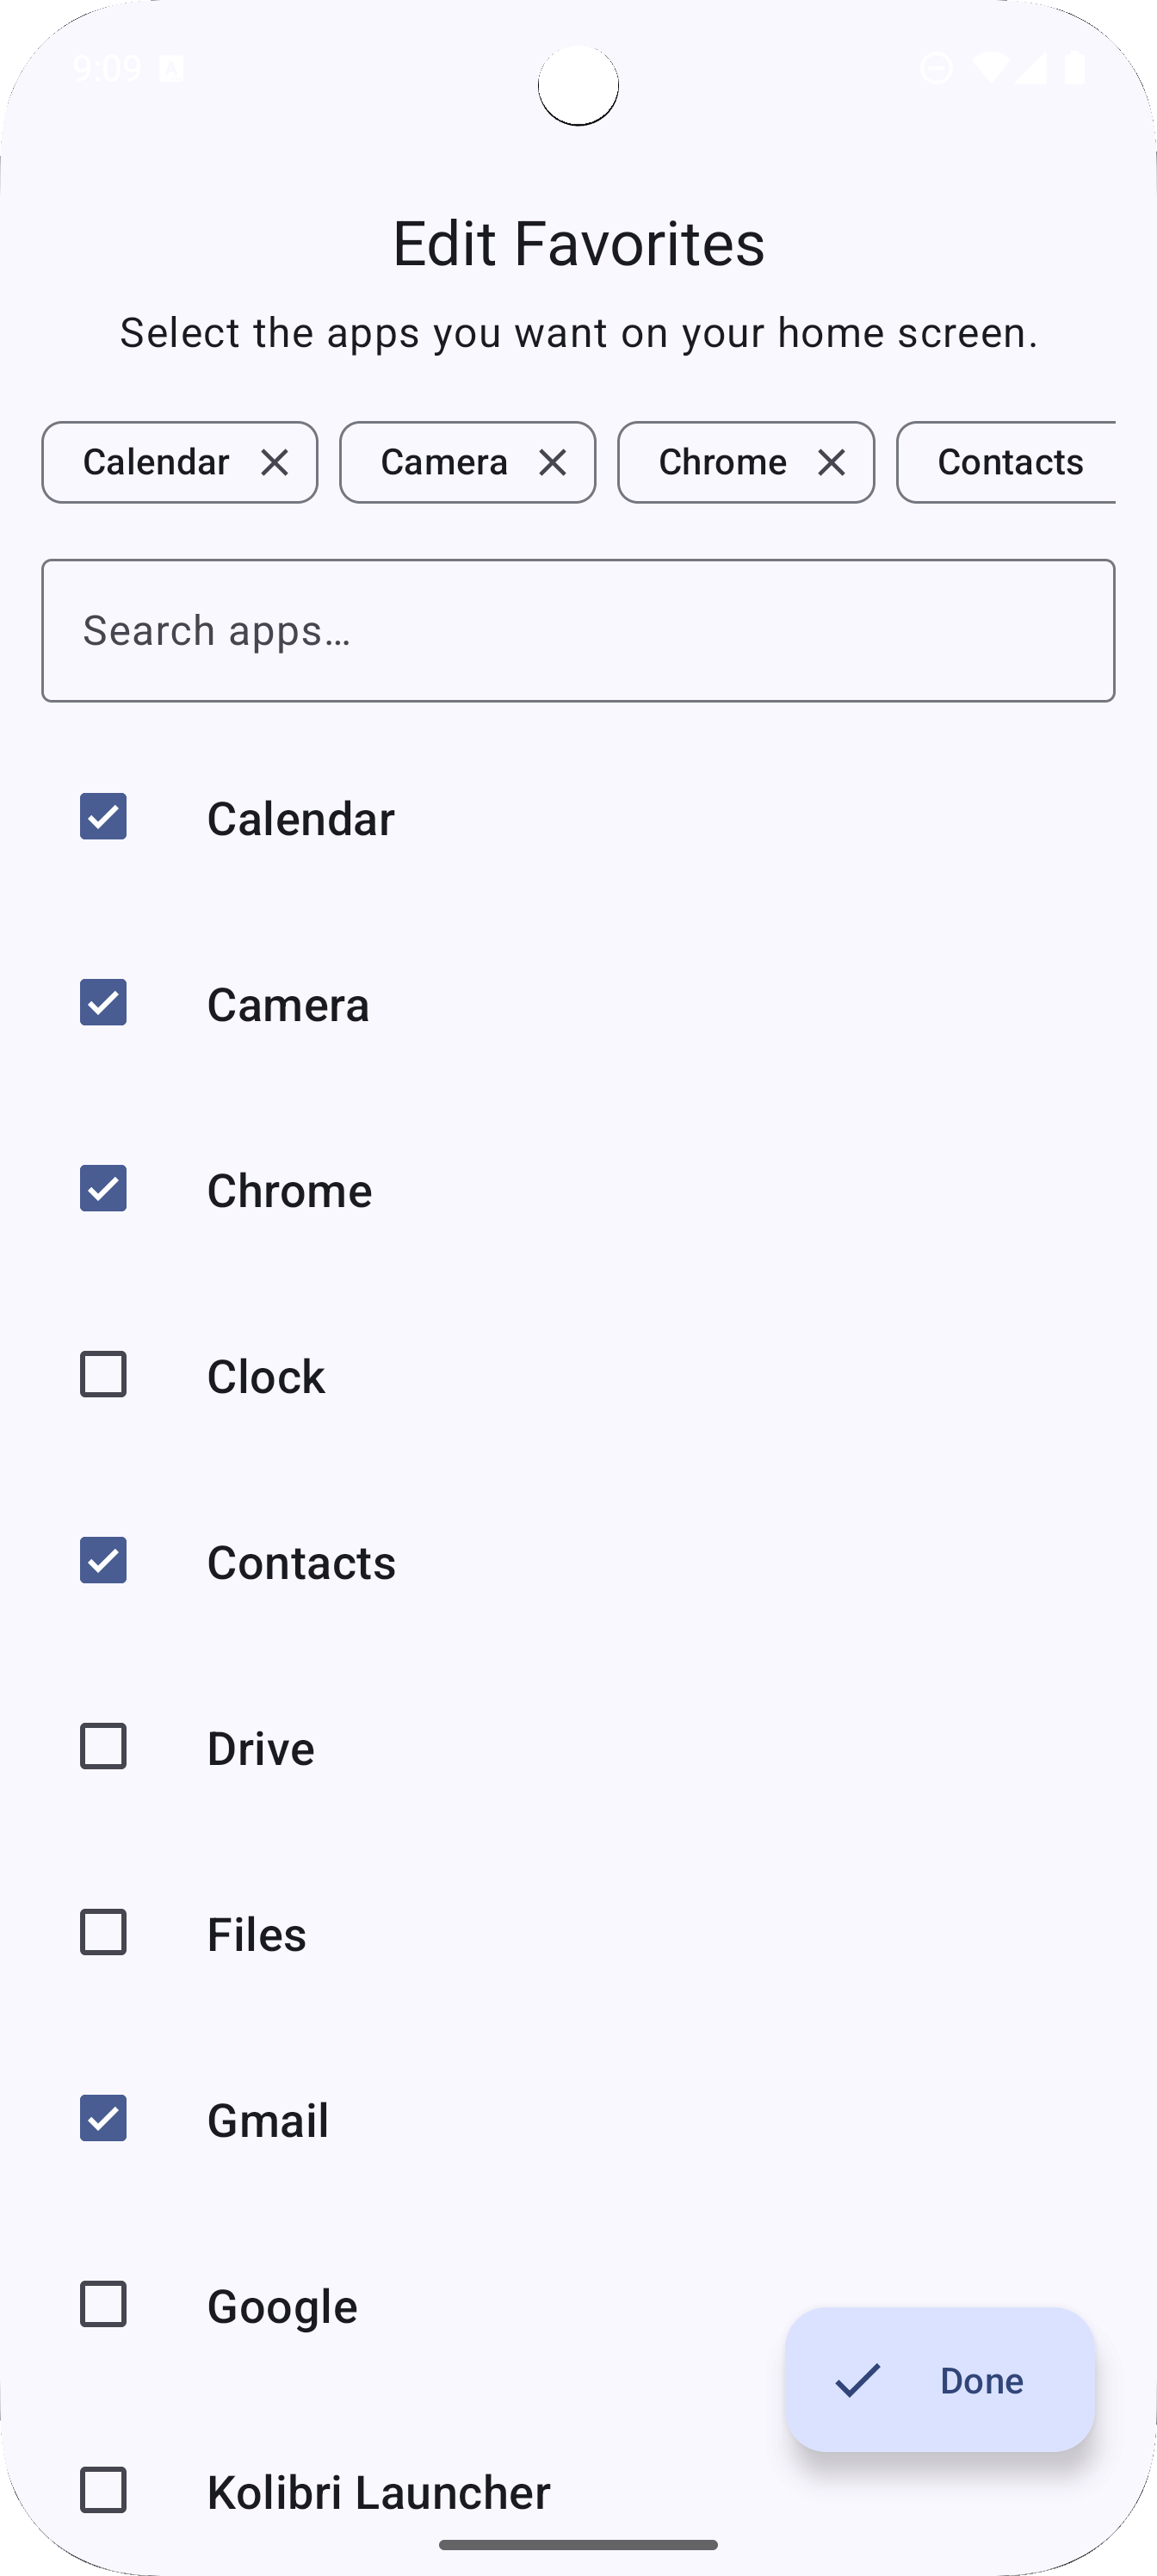 9:09 A
Edit Favorites
Select the apps you want on your home screen.
Calendar Camera Chrome Contacts
Search apps…
Calendar
Camera
Chrome
Clock
Contacts
Drive
Files
Gmail
Google
Done
Kolibri Launcher